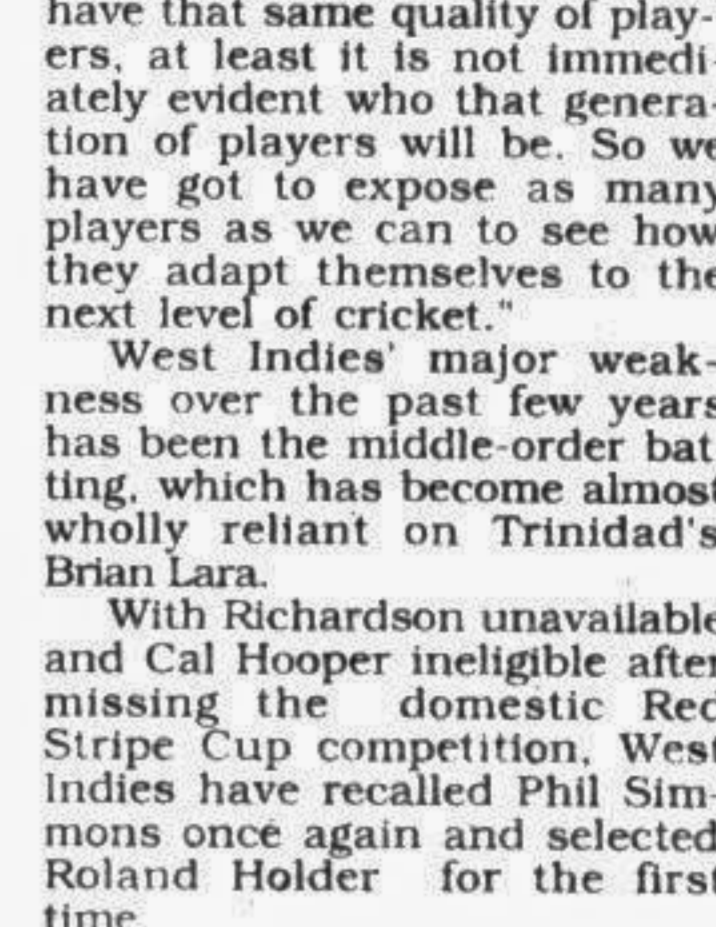 have that same quality of play-
ers, at least it is not immedi-
ately evident who that genera-
tion of players will be. So we
have got to expose as many
players as we can to see how
they adapt themselves to the
next level of cricket."
West Indies' major weak-
ness over the past few years
has been the middle-order bat
ting, which has become almost
wholly reliant on Trinidad's
Brian Lara.
With Richardson unavailable
and Cal Hooper ineligible after
missing the domestic Red
Stripe Cup competition, West
Indies have recalled Phil Sim-
mons once again and selected
Roland Holder for the first
time